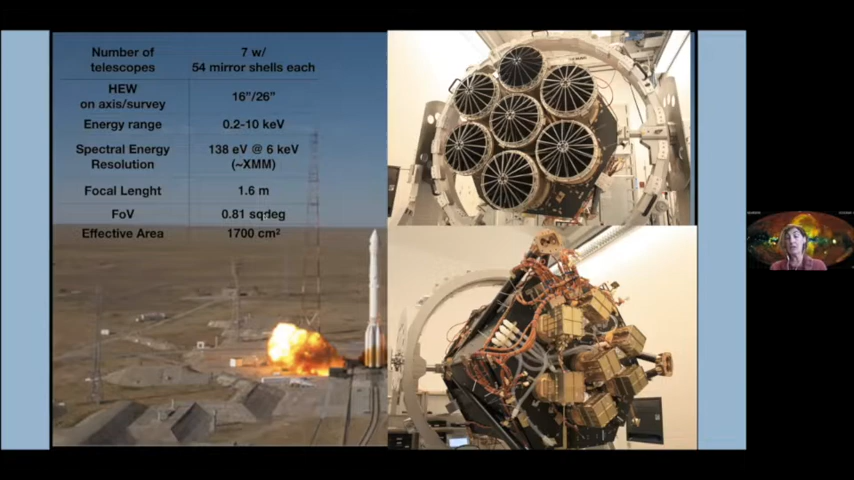 Number of 7 w/
telescopes 54 mirror shells each
HEW
on axis/survey 16"/26"
Energy range 0.2-10 keV
Spectral Energy 138 eV @ 6 keV
Resolution (~XMM)
Focal Lenght 1.6 m
FoV 0.81 sqdeg
Effective Area 1700 cm²